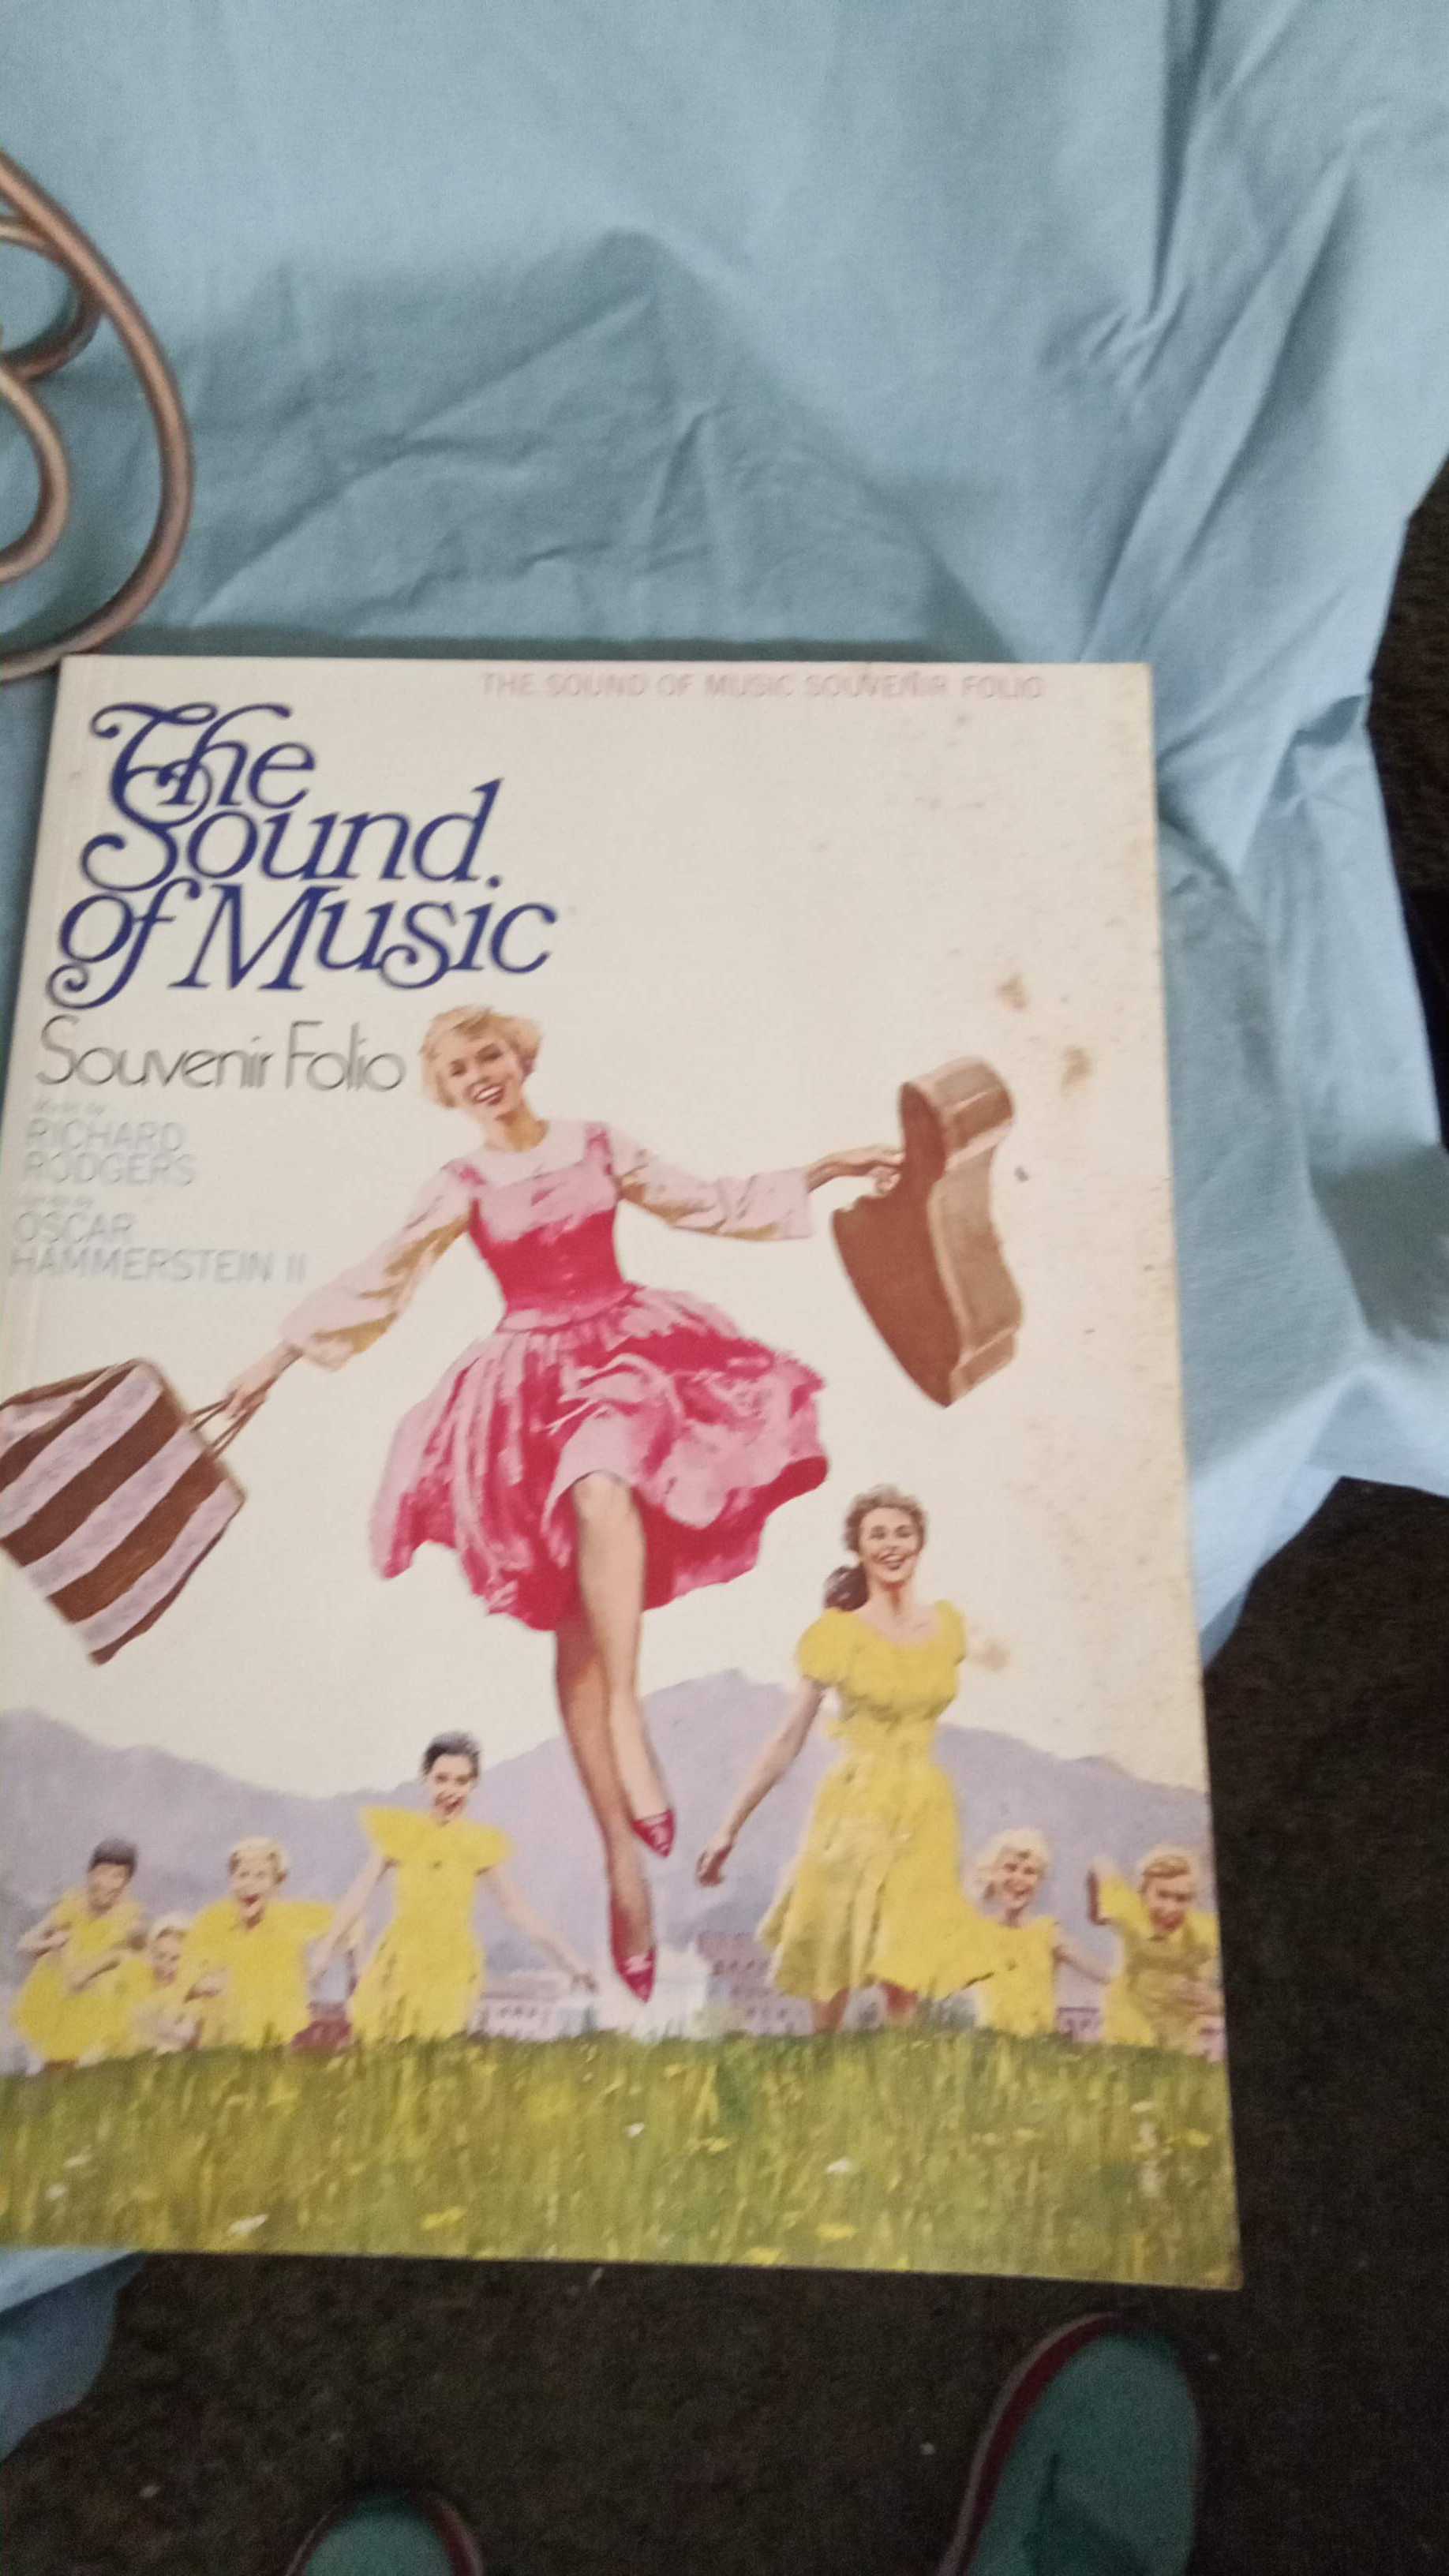 THE SOUND OF MUSIC SOUVENIR FOLIO
The
Sound
of Music
Souvenir Folio
RICHARD
RODGERS
OSCAR
HAMMERSTEIN II